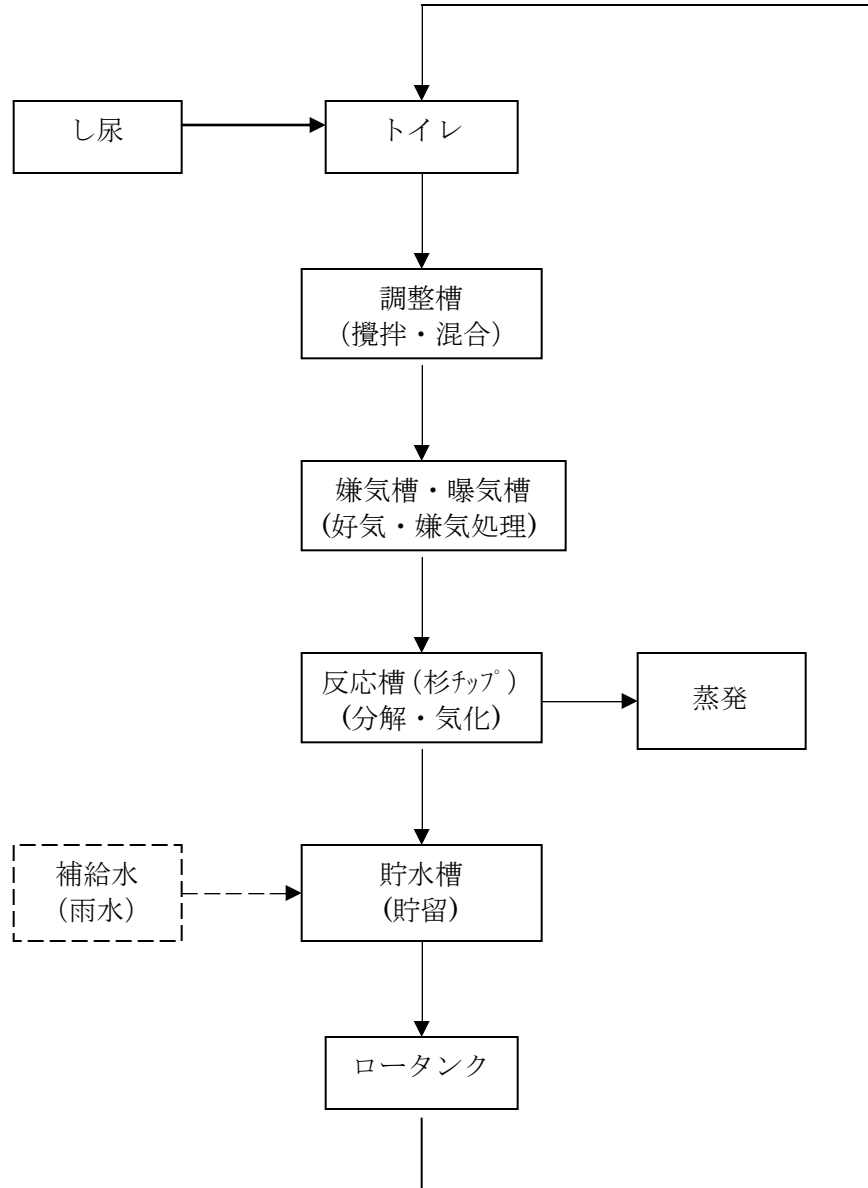 し尿
トイレ
調整槽
(攪拌・混合)
嫌気槽・曝気槽
(好気・嫌気処理)
反応槽(杉ﾁｯﾌﾟ)
(分解・気化)
蒸発
補給水
(雨水)
貯水槽
(貯留)
ロータンク